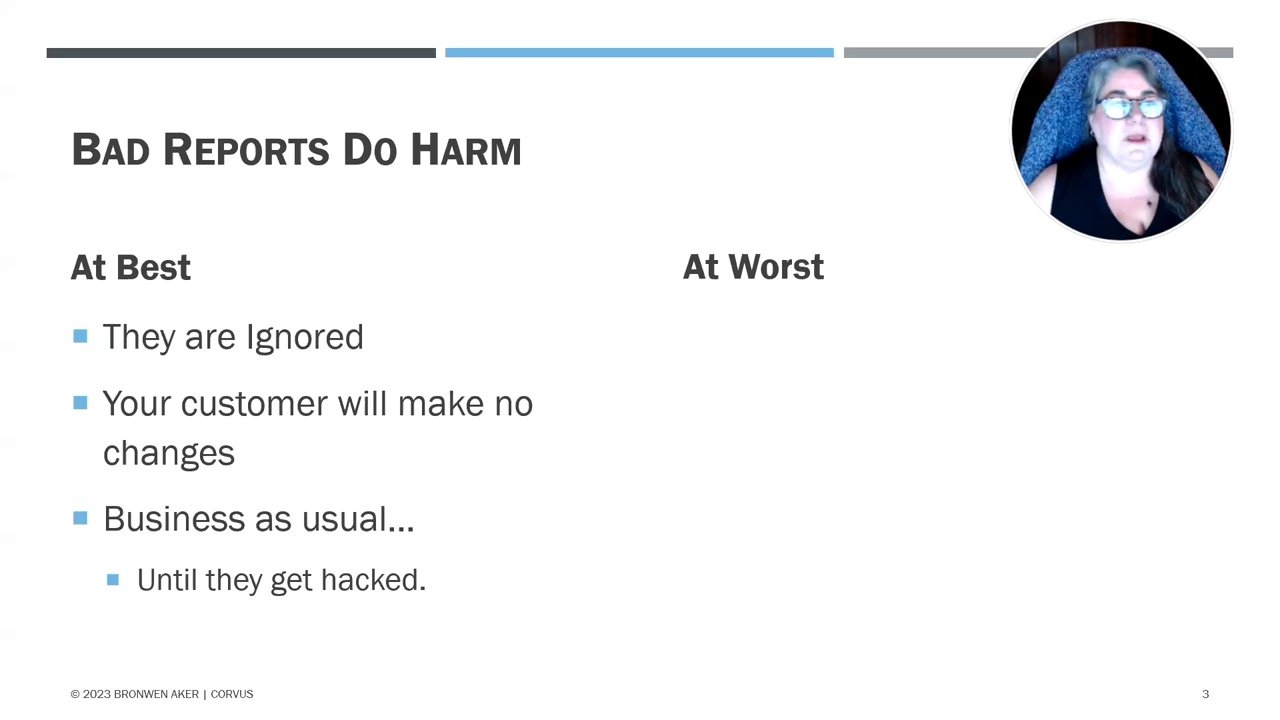 Bad Reports Do Harm
At Best
They are Ignored
Your customer will make no
changes
Business as usual...
Until they get hacked.
At Worst
© 2023 BRONWEN AKER | CORVUS
3